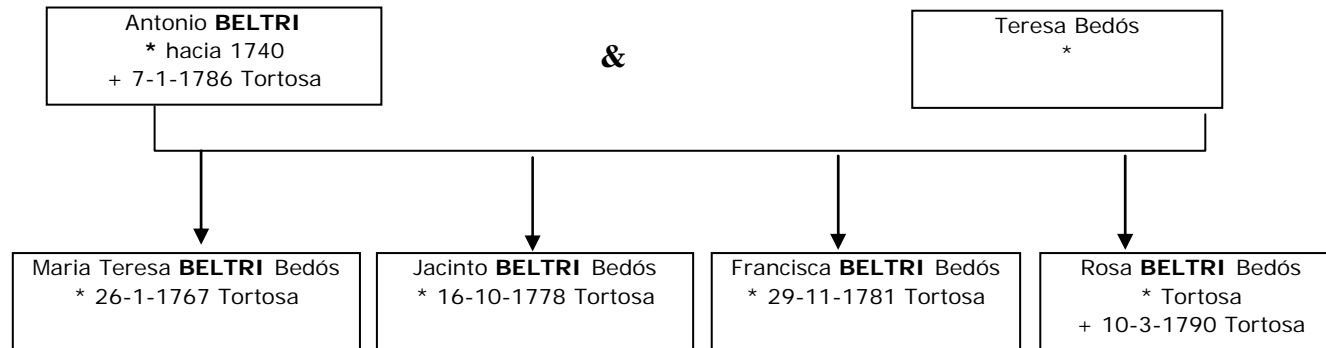 Antonio BELTRI
* hacia 1740
+ 7-1-1786 Tortosa
&
Teresa Bedós
*
Maria Teresa BELTRI Bedós
* 26-1-1767 Tortosa
Jacinto BELTRI Bedós
* 16-10-1778 Tortosa
Francisca BELTRI Bedós
* 29-11-1781 Tortosa
Rosa BELTRI Bedós
* Tortosa
+ 10-3-1790 Tortosa